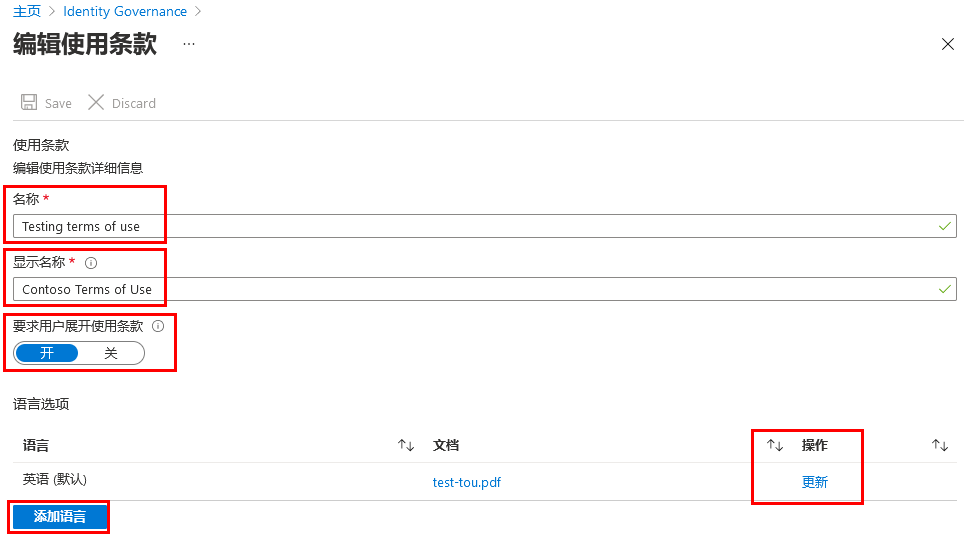 主页 > Identity Governance >
编辑使用条款 ...
Save Discard
使用条款
编辑使用条款详细信息
名称 *
Testing terms of use
显示名称 *
Contoso Terms of Use
要求用户展开使用条款
开 关
语言选项
语言 文档 操作
英语 (默认) test-tou.pdf 更新
添加语言